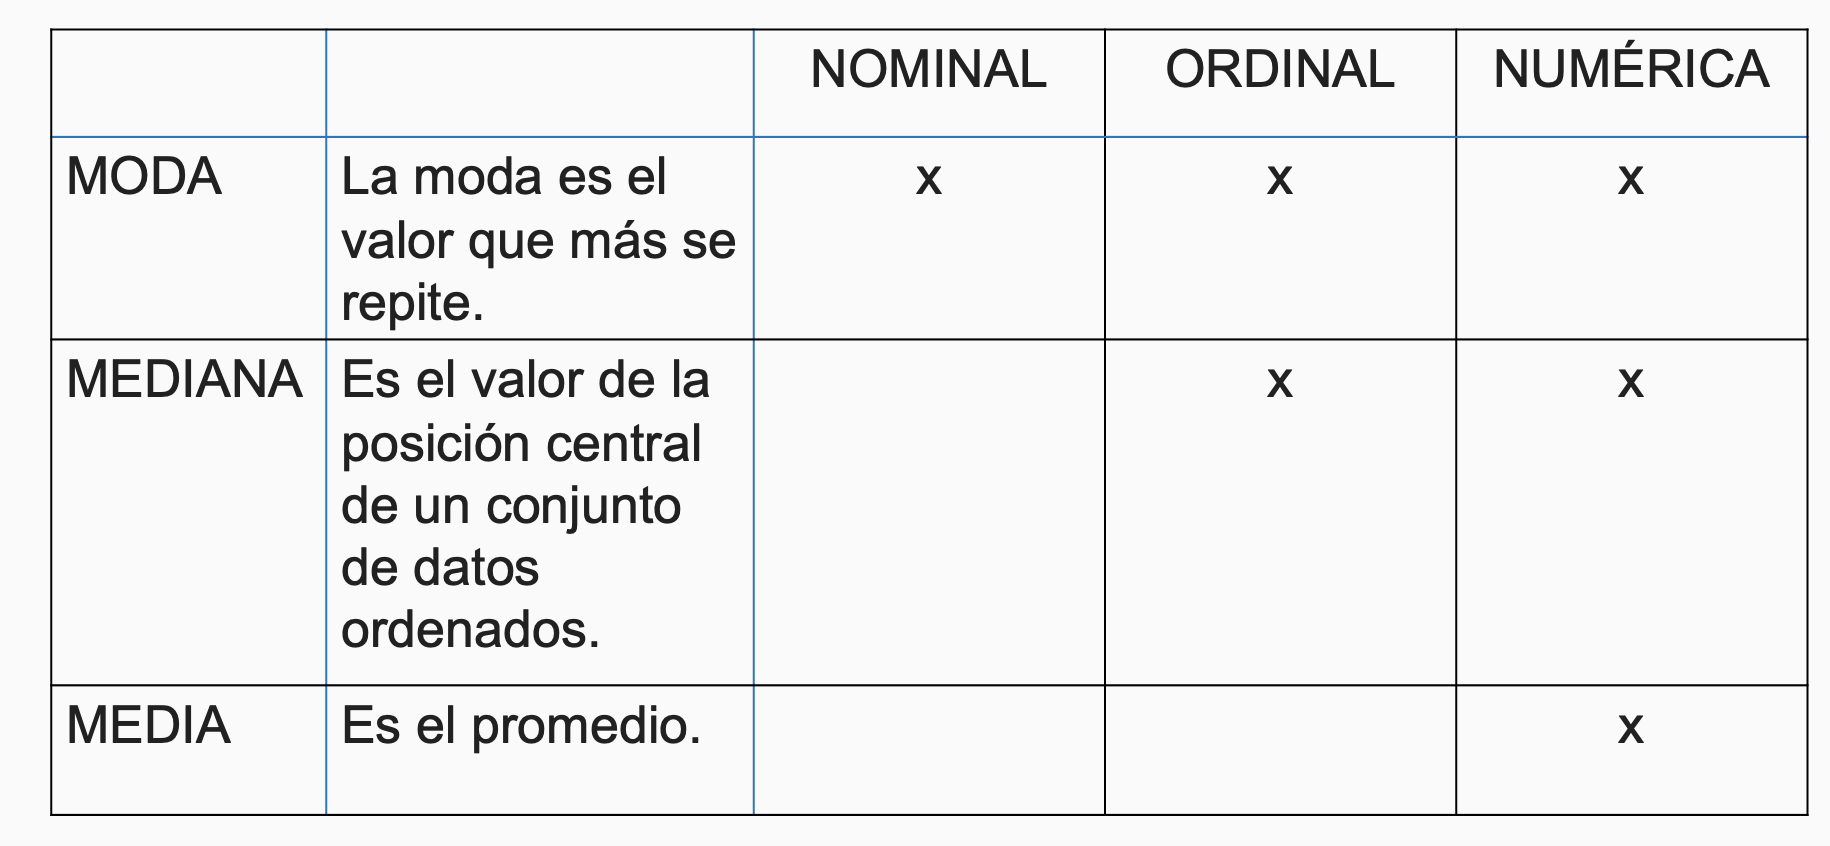 NOMINAL ORDINAL NUMÉRICA
MODA La moda es el x x x
valor que más se
repite.
MEDIANA Es el valor de la x x
posición central
de un conjunto
de datos
ordenados.
MEDIA Es el promedio. x